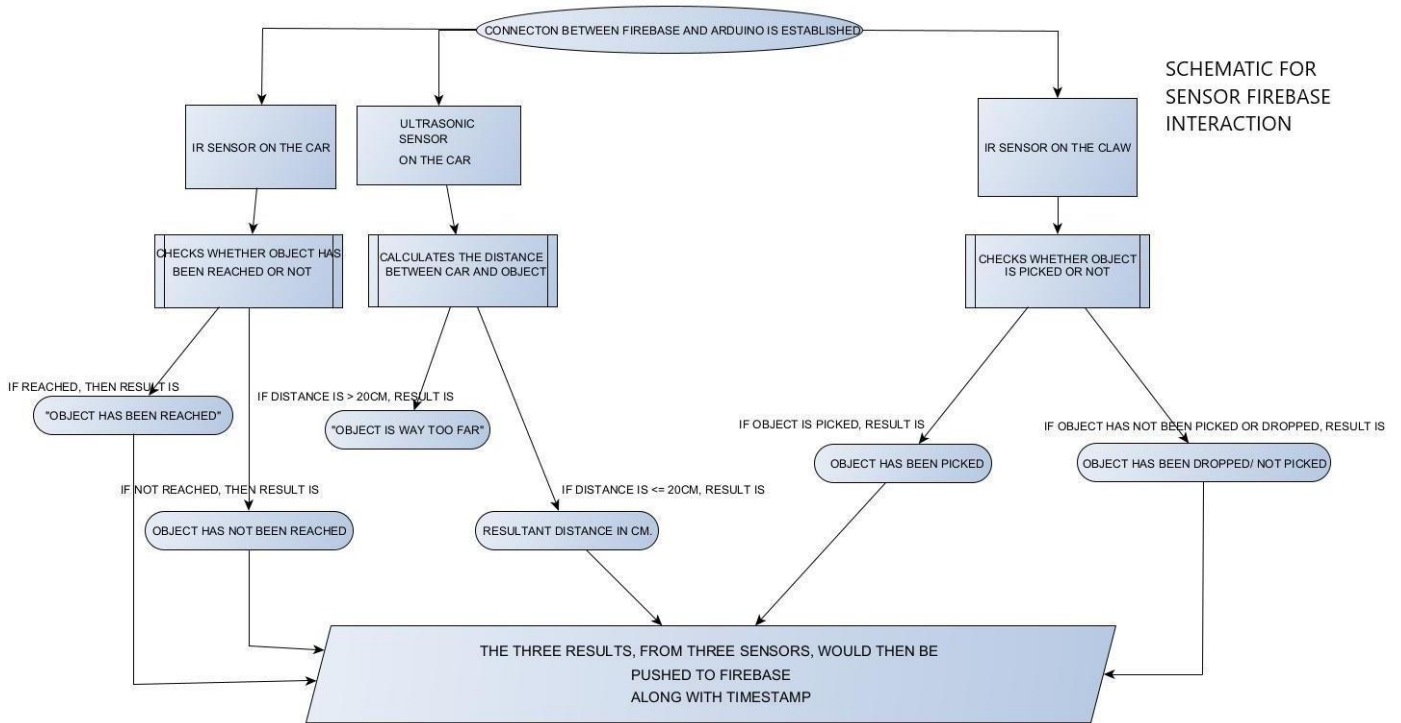 CONNECTON BETWEEN FIREBASE AND ARDUINO IS ESTABLISHED
SCHEMATIC FOR
SENSOR FIREBASE
INTERACTION
IR SENSOR ON THE CAR
ULTRASONIC
SENSOR
ON THE CAR
IR SENSOR ON THE CLAW
CHECKS WHETHER OBJECT HAS
BEEN REACHED OR NOT
CALCULATES THE DISTANCE
BETWEEN CAR AND OBJECT
CHECKS WHETHER OBJECT
IS PICKED OR NOT
IF REACHED, THEN RESULT IS
"OBJECT HAS BEEN REACHED"
IF DISTANCE IS > 20CM, RESULT IS
"OBJECT IS WAY TOO FAR"
IF OBJECT IS PICKED, RESULT IS
OBJECT HAS BEEN PICKED
IF OBJECT HAS NOT BEEN PICKED OR DROPPED, RESULT IS
OBJECT HAS BEEN DROPPED/ NOT PICKED
IF NOT REACHED, THEN RESULT IS
OBJECT HAS NOT BEEN REACHED
IF DISTANCE IS <= 20CM, RESULT IS
RESULTANT DISTANCE IN CM.
THE THREE RESULTS, FROM THREE SENSORS, WOULD THEN BE
PUSHED TO FIREBASE
ALONG WITH TIMESTAMP